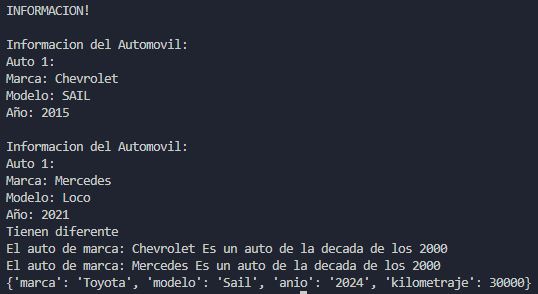 INFORMACION!
Informacion del Automovil:
Auto 1:
Marca: Chevrolet
Modelo: SAIL
Año: 2015
Informacion del Automovil:
Auto 1:
Marca: Mercedes
Modelo: Loco
Año: 2021
Tienen diferente
El auto de marca: Chevrolet Es un auto de la decada de los 2000
El auto de marca: Mercedes Es un auto de la decada de los 2000
{'marca': 'Toyota', 'modelo': 'Sail', 'anio': '2024', 'kilometraje': 30000}